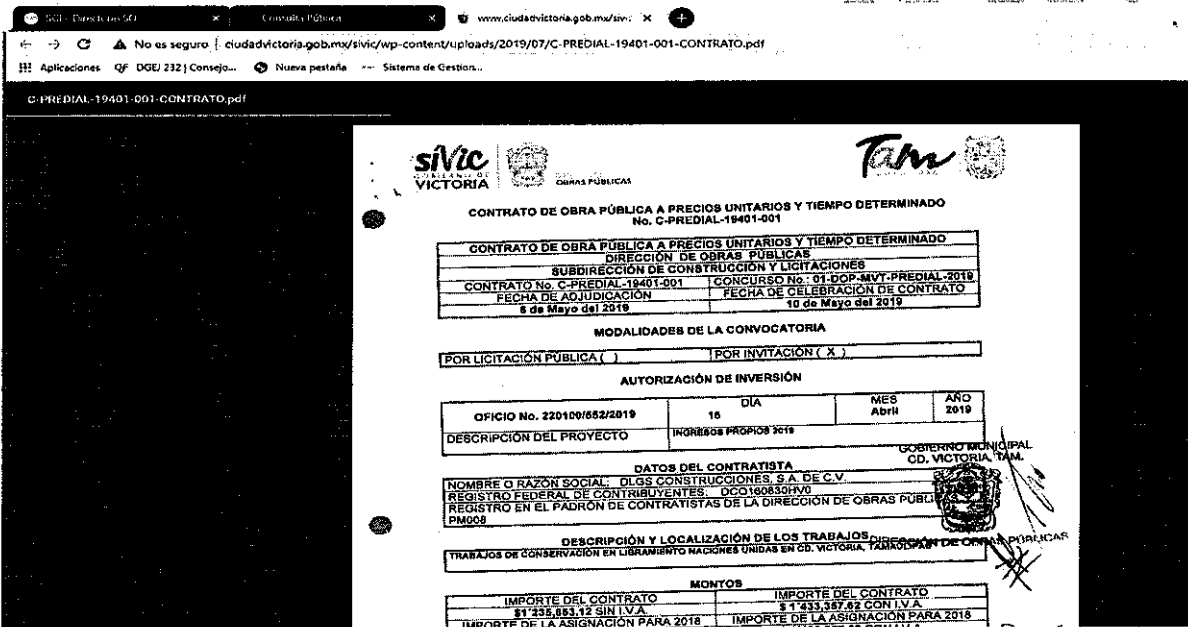 SGI - Directorio SO
Consulta Pública
www.ciudadvictoria.gob.mx/sivic
No es seguro | ciudadvictoria.gob.mx/sivic/wp-content/uploads/2019/07/C-PREDIAL-19401-001-CONTRATO.pdf
Aplicaciones DGEJ 232 | Consejo... Nueva pestaña Sistema de Gestion...
C-PREDIAL-19401-001-CONTRATO.pdf
síVic
GOBIERNO DE
VICTORIA
OBRAS PÚBLICAS
Tam
CONTRATO DE OBRA PÚBLICA A PRECIOS UNITARIOS Y TIEMPO DETERMINADO
No. C-PREDIAL-19401-001
CONTRATO DE OBRA PÚBLICA A PRECIOS UNITARIOS Y TIEMPO DETERMINADO
DIRECCIÓN DE OBRAS PÚBLICAS
SUBDIRECCIÓN DE CONSTRUCCIÓN Y LICITACIONES
CONTRATO No. C-PREDIAL-19401-001 CONCURSO No.: 01-DOP-MVT-PREDIAL-2019
FECHA DE ADJUDICACIÓN FECHA DE CELEBRACIÓN DE CONTRATO
de Mayo del 2019 10 de Mayo del 2019
MODALIDADES DE LA CONVOCATORIA
POR LICITACIÓN PÚBLICA ( ) POR INVITACIÓN ( X )
AUTORIZACIÓN DE INVERSIÓN
OFICIO No. 220100/552/2019 DÍA MES AÑO
Abril 2019
DESCRIPCIÓN DEL PROYECTO INGRESOS PROPIOS 2019
GOBIERNO MUNICIPAL
CD. VICTORIA, TAM.
DATOS DEL CONTRATISTA
NOMBRE O RAZÓN SOCIAL: DLGS CONSTRUCCIONES, S.A. DE C.V.
REGISTRO FEDERAL DE CONTRIBUYENTES: DCO160830HV0
REGISTRO EN EL PADRÓN DE CONTRATISTAS DE LA DIRECCIÓN DE OBRAS PÚBLI
PM008
DESCRIPCIÓN Y LOCALIZACIÓN DE LOS TRABAJOS
DIRECCIÓN DE OBRAS PÚBLICAS
TRABAJOS DE CONSERVACIÓN EN LIBRAMIENTO NACIONES UNIDAS EN CD. VICTORIA, TAMAULIPAS
MONTOS
IMPORTE DEL CONTRATO IMPORTE DEL CONTRATO
$1'235,653.12 SIN I.V.A. $ 1'433,357.62 CON I.V.A.
IMPORTE DE LA ASIGNACIÓN PARA 2018 IMPORTE DE LA ASIGNACIÓN PARA 2018